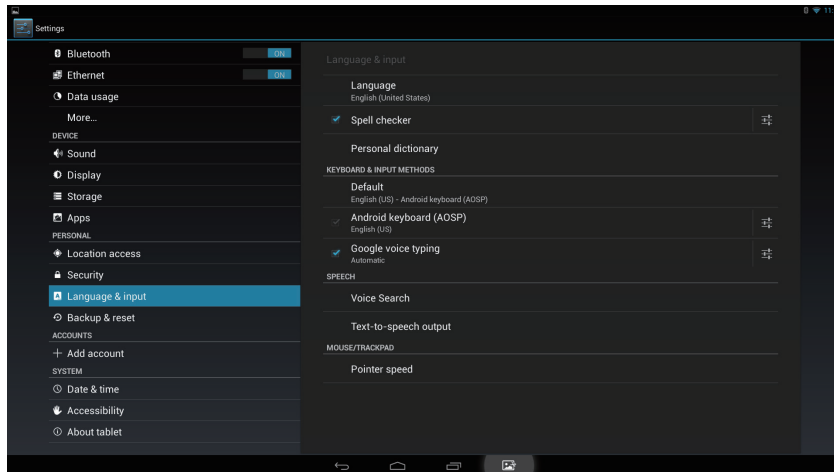 11:
Settings
Bluetooth ON
Ethernet ON
Data usage
More...
DEVICE
Sound
Display
Storage
Apps
PERSONAL
Location access
Security
Language & input
Backup & reset
ACCOUNTS
Add account
SYSTEM
Date & time
Accessibility
About tablet
Language & input
Language
English (United States)
Spell checker
Personal dictionary
KEYBOARD & INPUT METHODS
Default
English (US) - Android keyboard (AOSP)
Android keyboard (AOSP)
English (US)
Google voice typing
Automatic
SPEECH
Voice Search
Text-to-speech output
MOUSE/TRACKPAD
Pointer speed